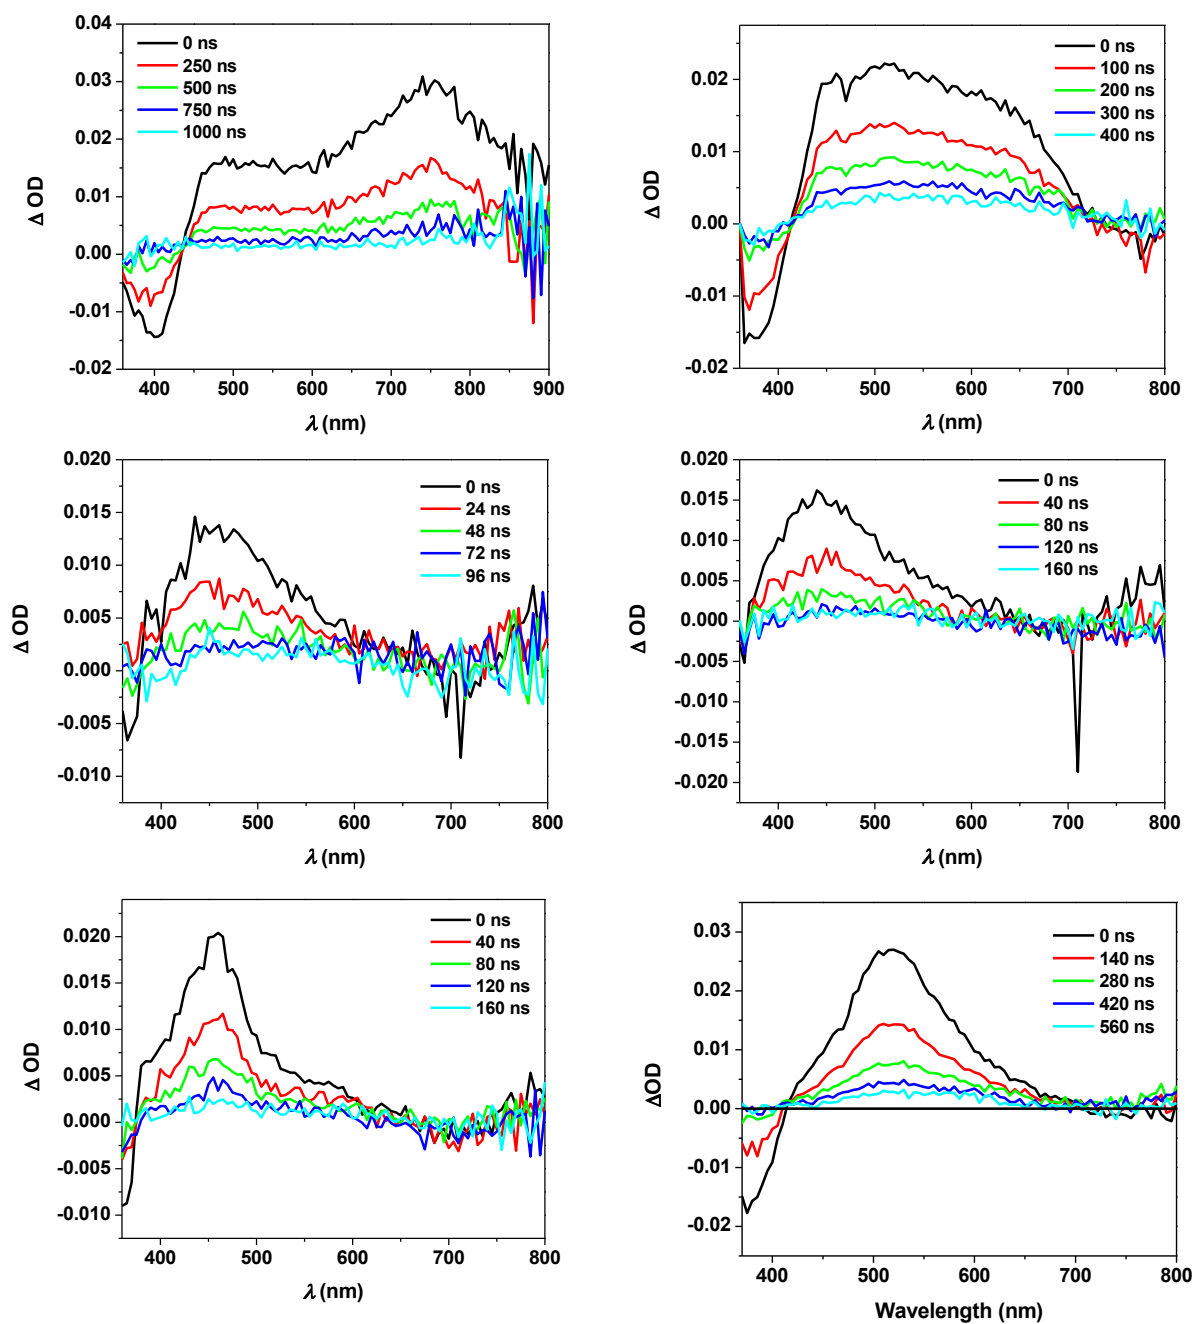 0.04
0.03
0.02
0.01
0.00
-0.01
-0.02
Δ OD
0 ns
250 ns
500 ns
750 ns
1000 ns
400 500 600 700 800 900
λ (nm)
0.02
0.01
0.00
-0.01
-0.02
Δ OD
0 ns
100 ns
200 ns
300 ns
400 ns
400 500 600 700 800
λ (nm)
0.020
0.015
0.010
0.005
0.000
-0.005
-0.010
Δ OD
0 ns
24 ns
48 ns
72 ns
96 ns
400 500 600 700 800
λ (nm)
0.020
0.015
0.010
0.005
0.000
-0.005
-0.010
-0.015
-0.020
Δ OD
0 ns
40 ns
80 ns
120 ns
160 ns
400 500 600 700 800
λ (nm)
0.020
0.015
0.010
0.005
0.000
-0.005
-0.010
Δ OD
0 ns
40 ns
80 ns
120 ns
160 ns
400 500 600 700 800
λ (nm)
0.03
0.02
0.01
0.00
-0.01
-0.02
ΔOD
0 ns
140 ns
280 ns
420 ns
560 ns
400 500 600 700 800
Wavelength (nm)